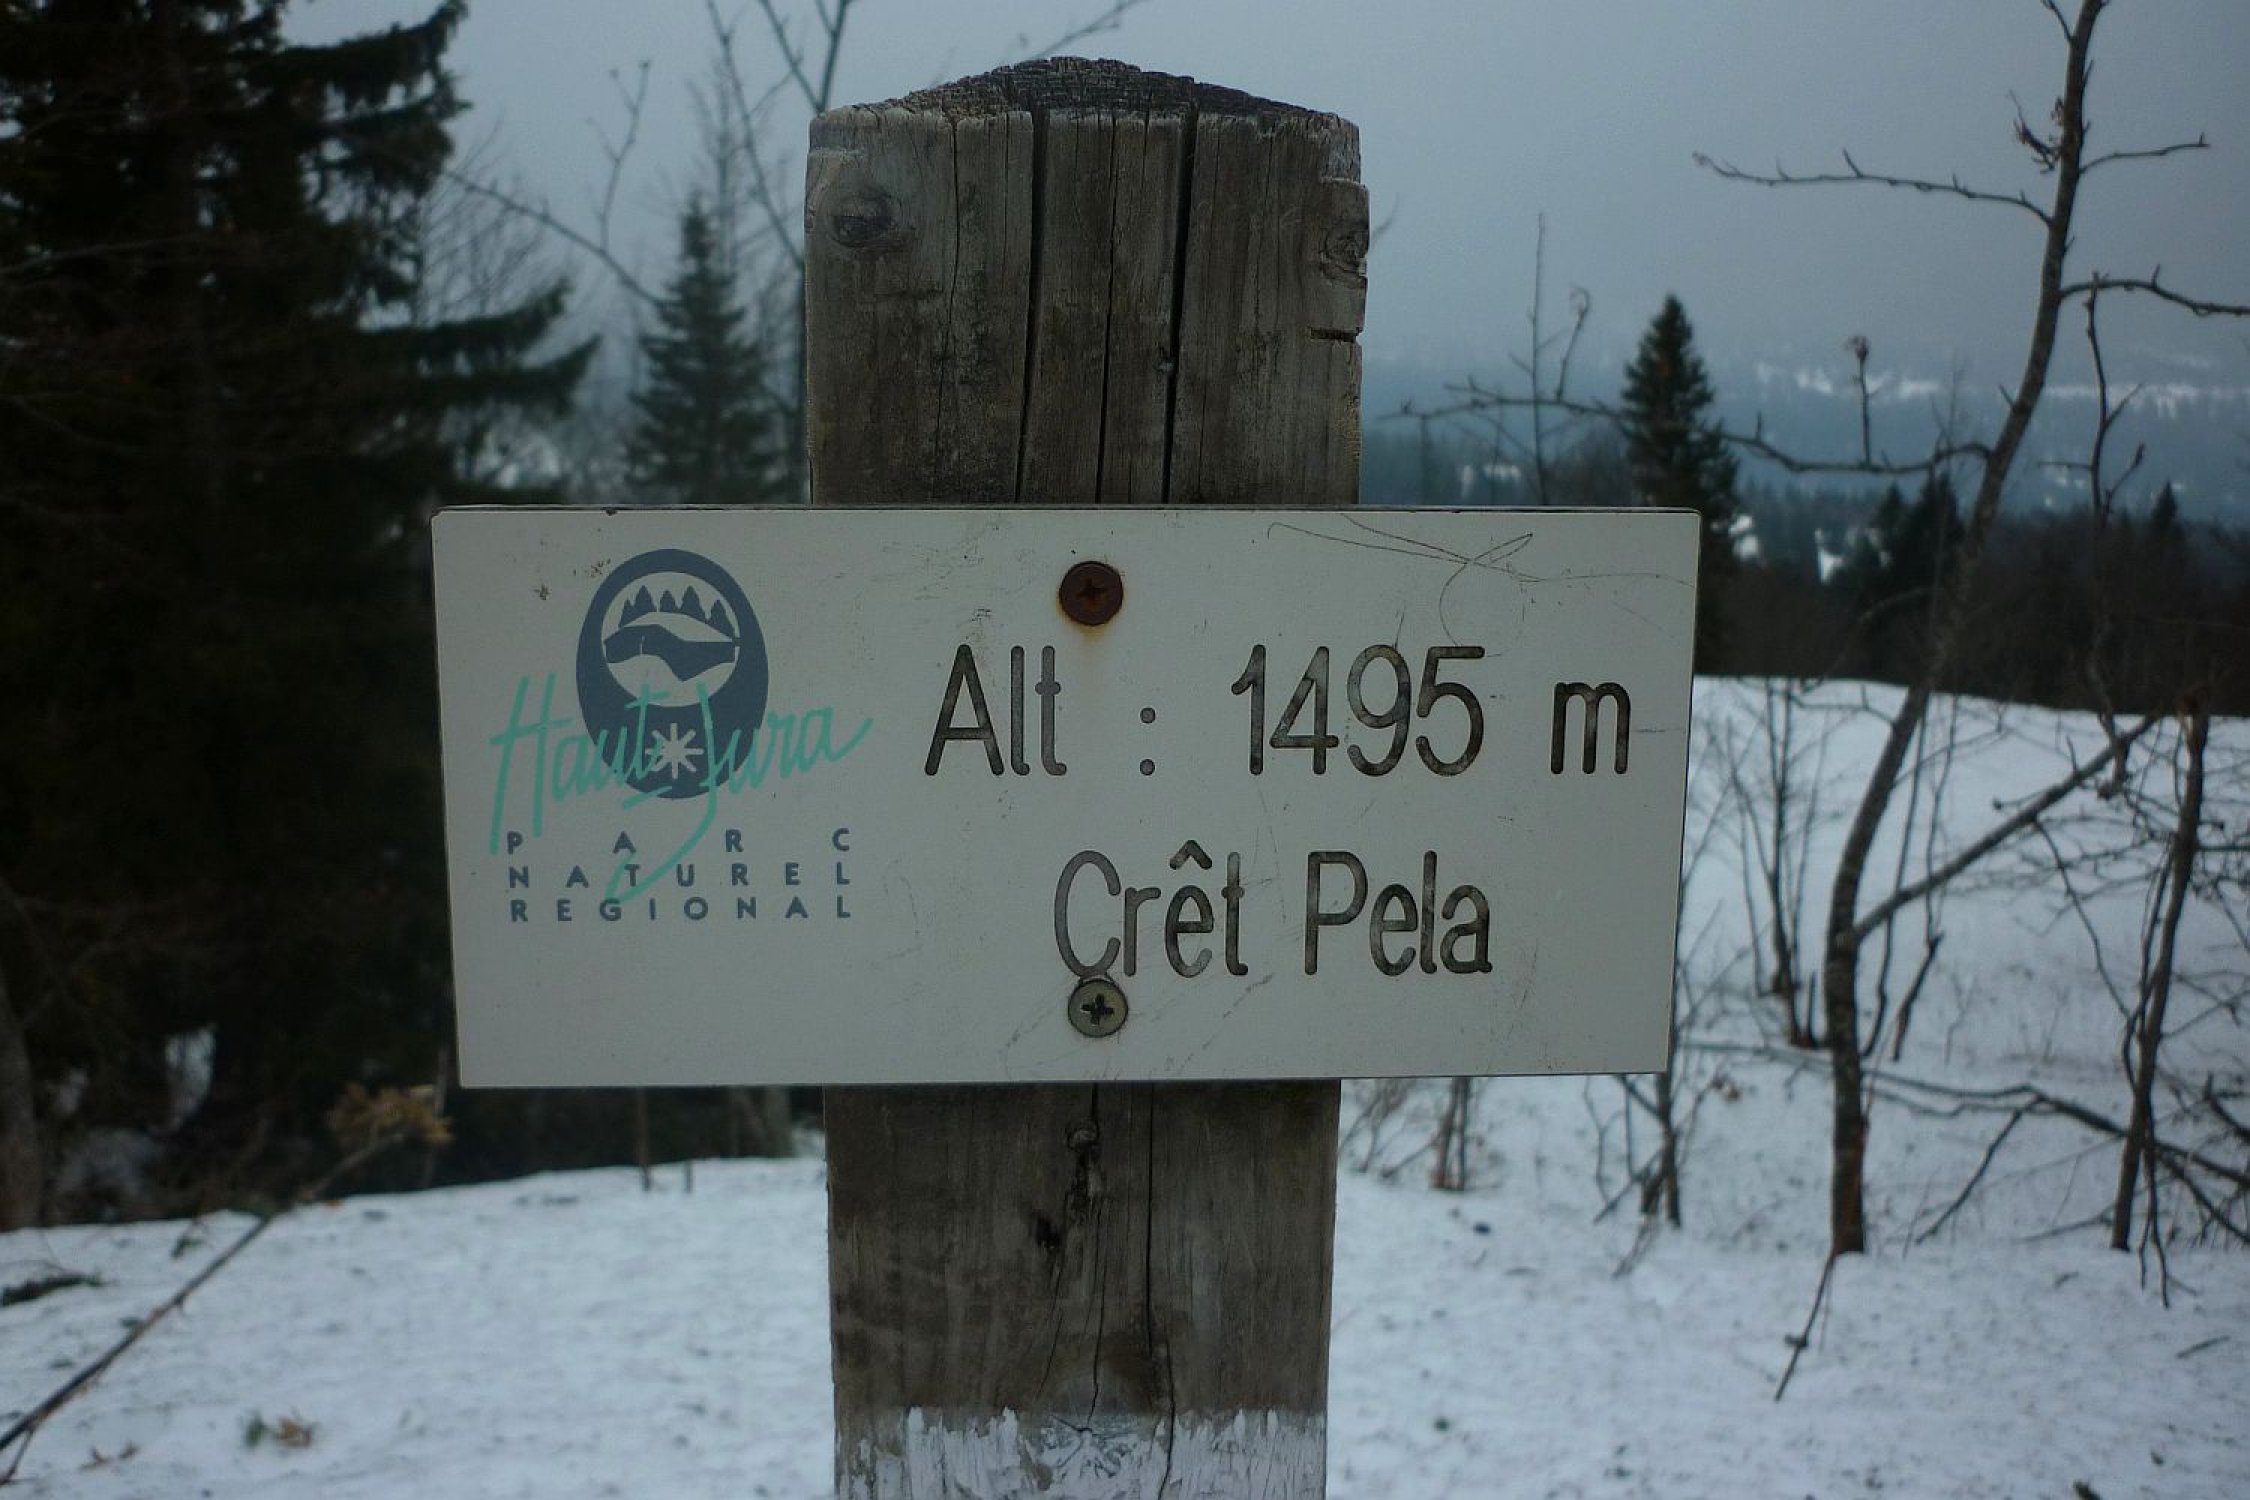 Haut-Jura
PARC
NATUREL
REGIONAL
Alt : 1495 m
Crêt Pela